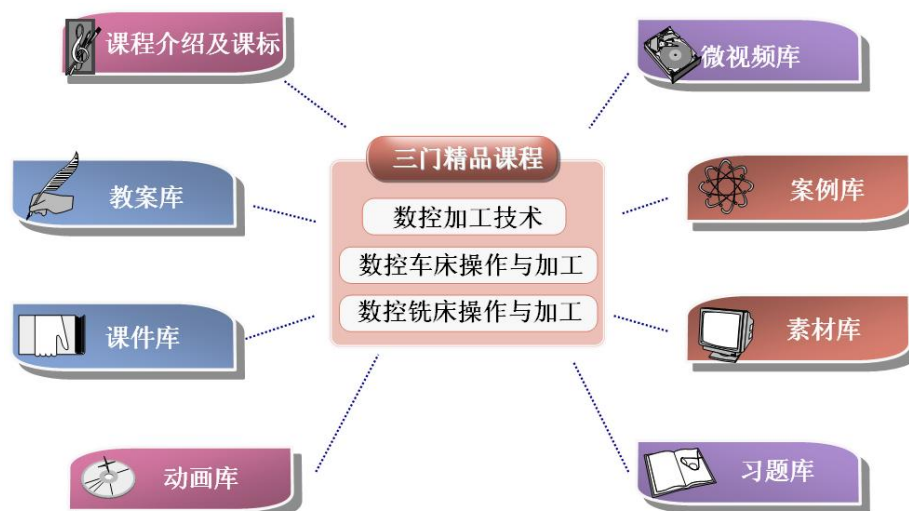 课程介绍及课标
微视频库
三门精品课程
教案库
案例库
数控加工技术
数控车床操作与加工
数控铣床操作与加工
课件库
素材库
动画库
习题库